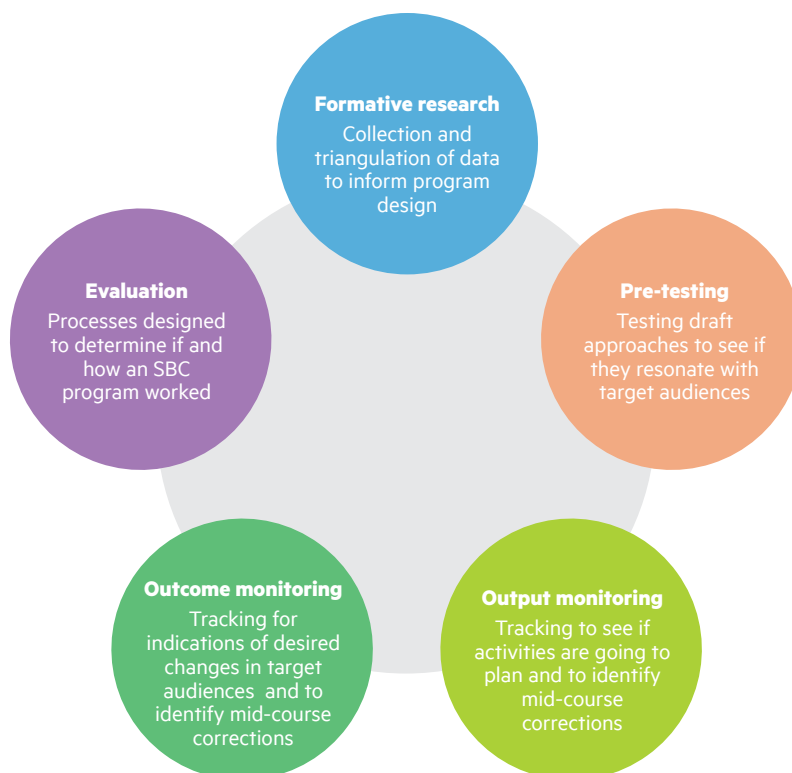 Formative research
Collection and
triangulation of data
to inform program
design
Pre-testing
Testing draft
approaches to see if
they resonate with
target audiences
Output monitoring
Tracking to see if
activities are going to
plan and to identify
mid-course
corrections
Outcome monitoring
Tracking for
indications of desired
changes in target
audiences and to
identify mid-course
corrections
Evaluation
Processes designed
to determine if and
how an SBC
program worked